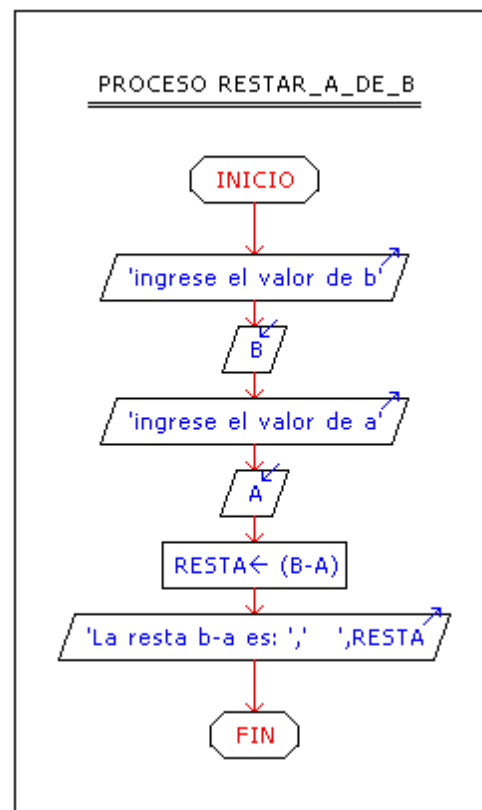 PROCESO RESTAR_A_DE_B
INICIO
'ingrese el valor de b'
B
'ingrese el valor de a'
A
RESTA← (B-A)
'La resta b-a es: ','   ',RESTA
FIN